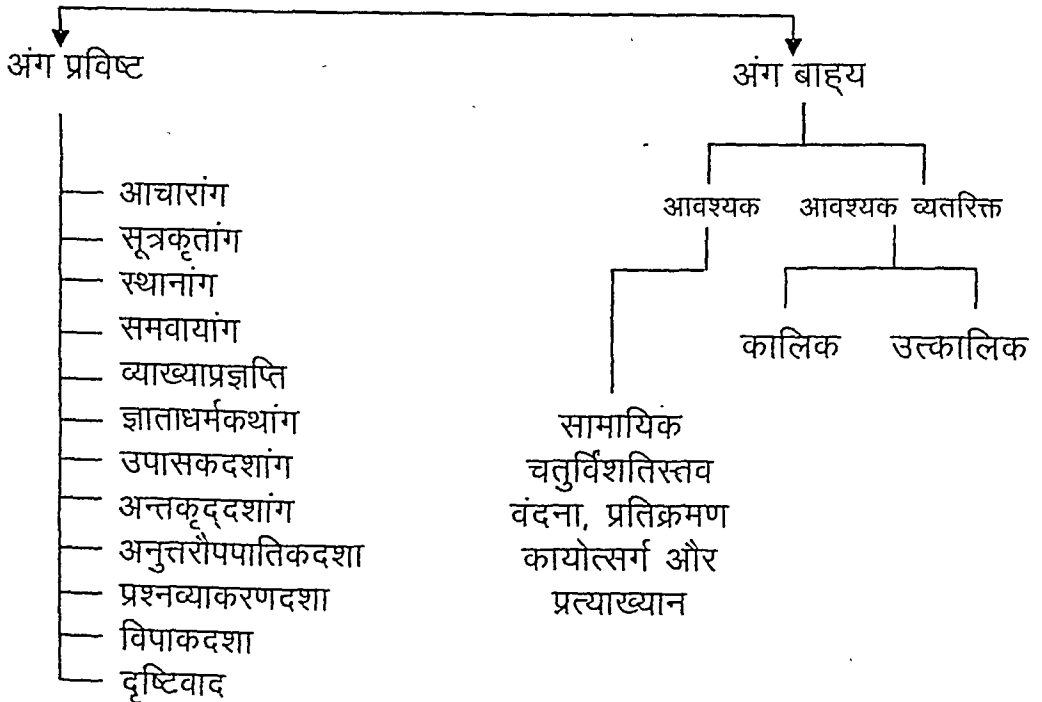 अंग प्रविष्ट
अंग बाह्य
आचारांग
सूत्रकृतांग
स्थानांग
समवायांग
व्याख्याप्रज्ञप्ति
ज्ञाताधर्मकथांग
उपासकदशांग
अन्तकृद्दशांग
अनुत्तरौपपातिकदशा
प्रश्नव्याकरणदशा
विपाकदशा
दृष्टिवाद
आवश्यक
आवश्यक व्यतरिक्त
कालिक
उत्कालिक
सामायिक
चतुर्विंशतिस्तव
वंदना, प्रतिक्रमण
कायोत्सर्ग और
प्रत्याख्यान